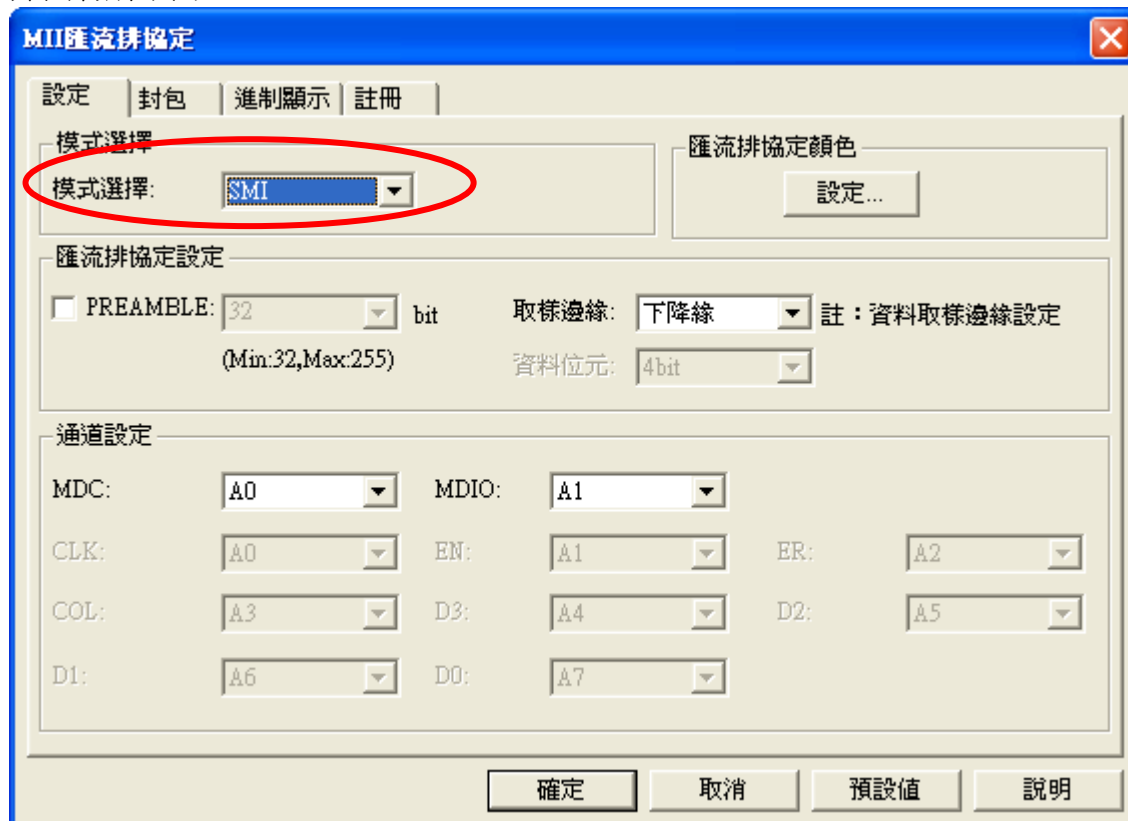 MII匯流排協定
設定 封包 進制顯示 註冊
模式選擇 匯流排協定顏色
模式選擇: SMI 設定...
匯流排協定設定
PREAMBLE: 32 bit 取樣邊緣: 下降緣 註：資料取樣邊緣設定
(Min:32,Max:255) 資料位元: 4bit
通道設定
MDC: A0 MDIO: A1
CLK: A0 EN: A1 ER: A2
COL: A3 D3: A4 D2: A5
D1: A6 D0: A7
確定 取消 預設值 說明